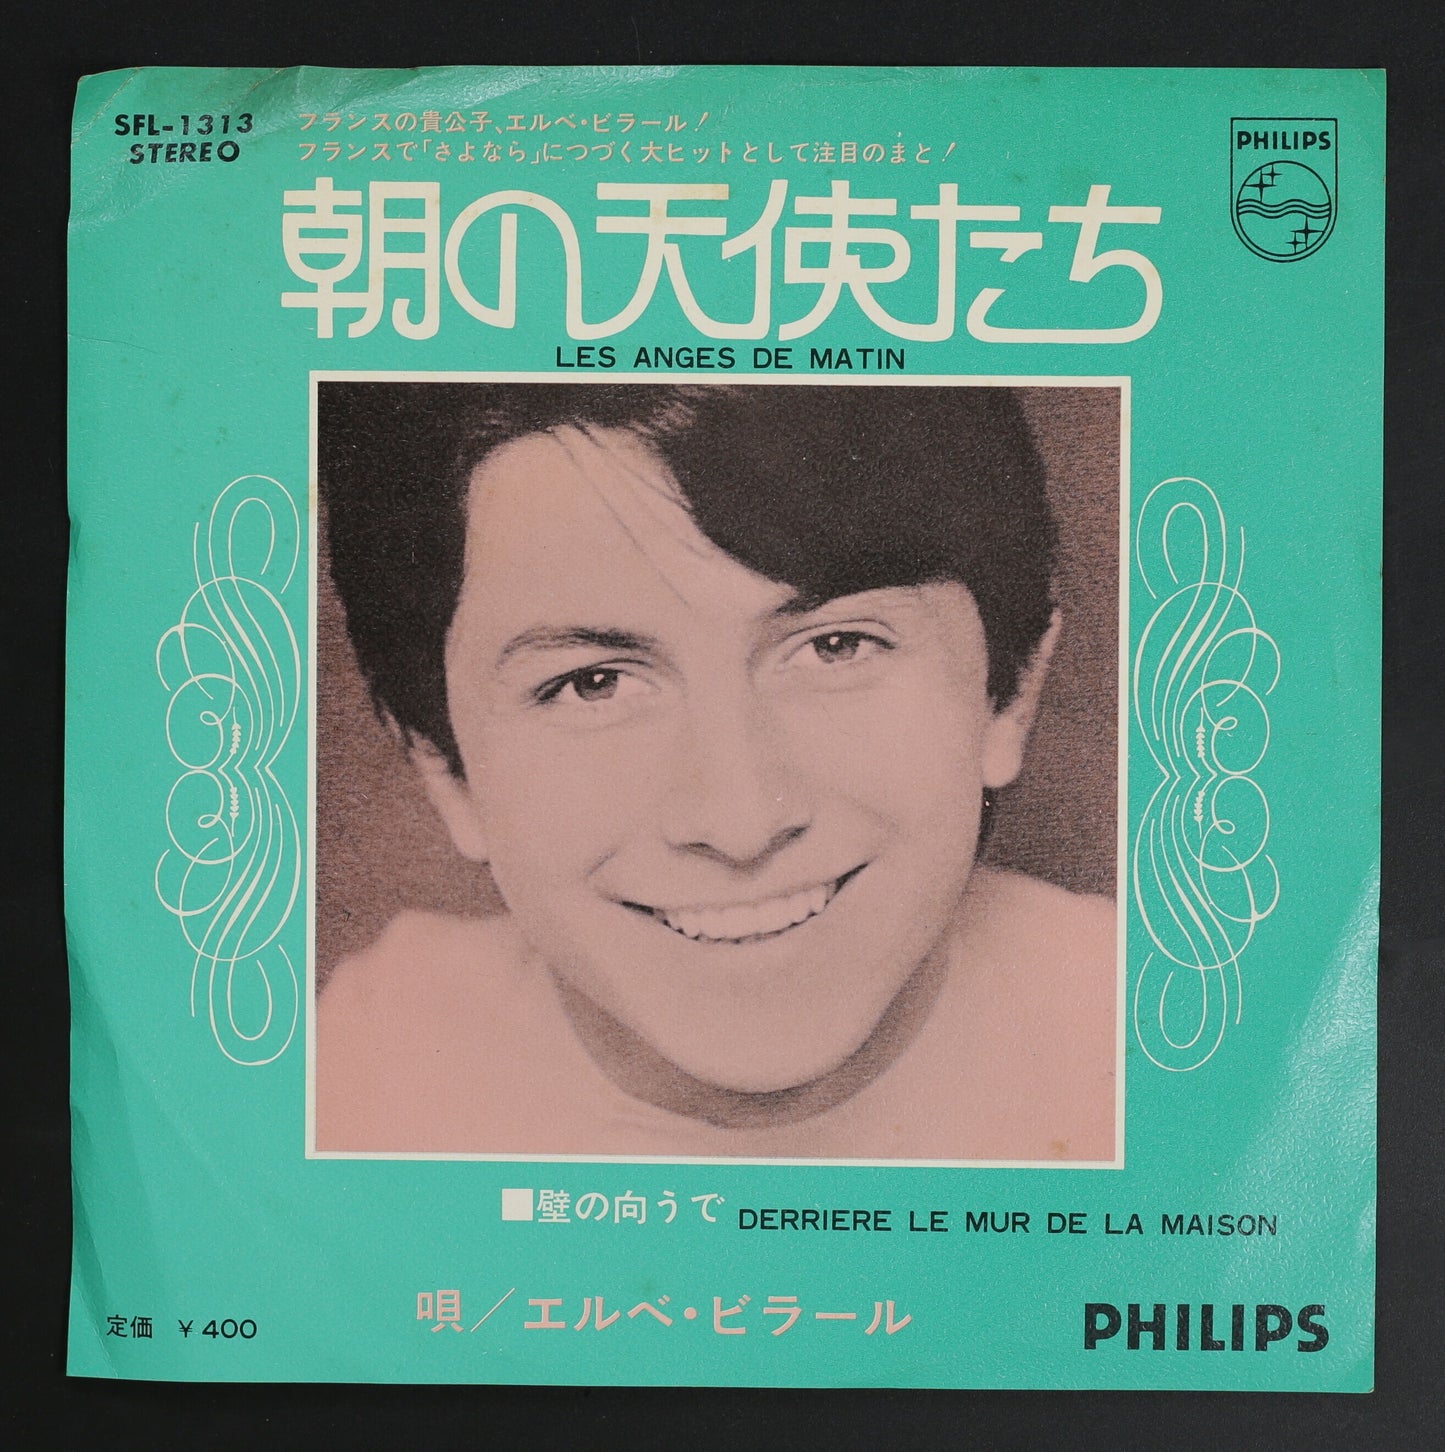 SFL-1313
STEREO
フランスの貴公子、エルベ・ビラール!
フランスで「さよなら」につづく大ヒットとして注目のまと!
PHILIPS
朝の天使たち
LES ANGES DE MATIN
■壁の向うで DERRIERE LE MUR DE LA MAISON
唄/エルベ・ビラール
定価 ¥400
PHILIPS